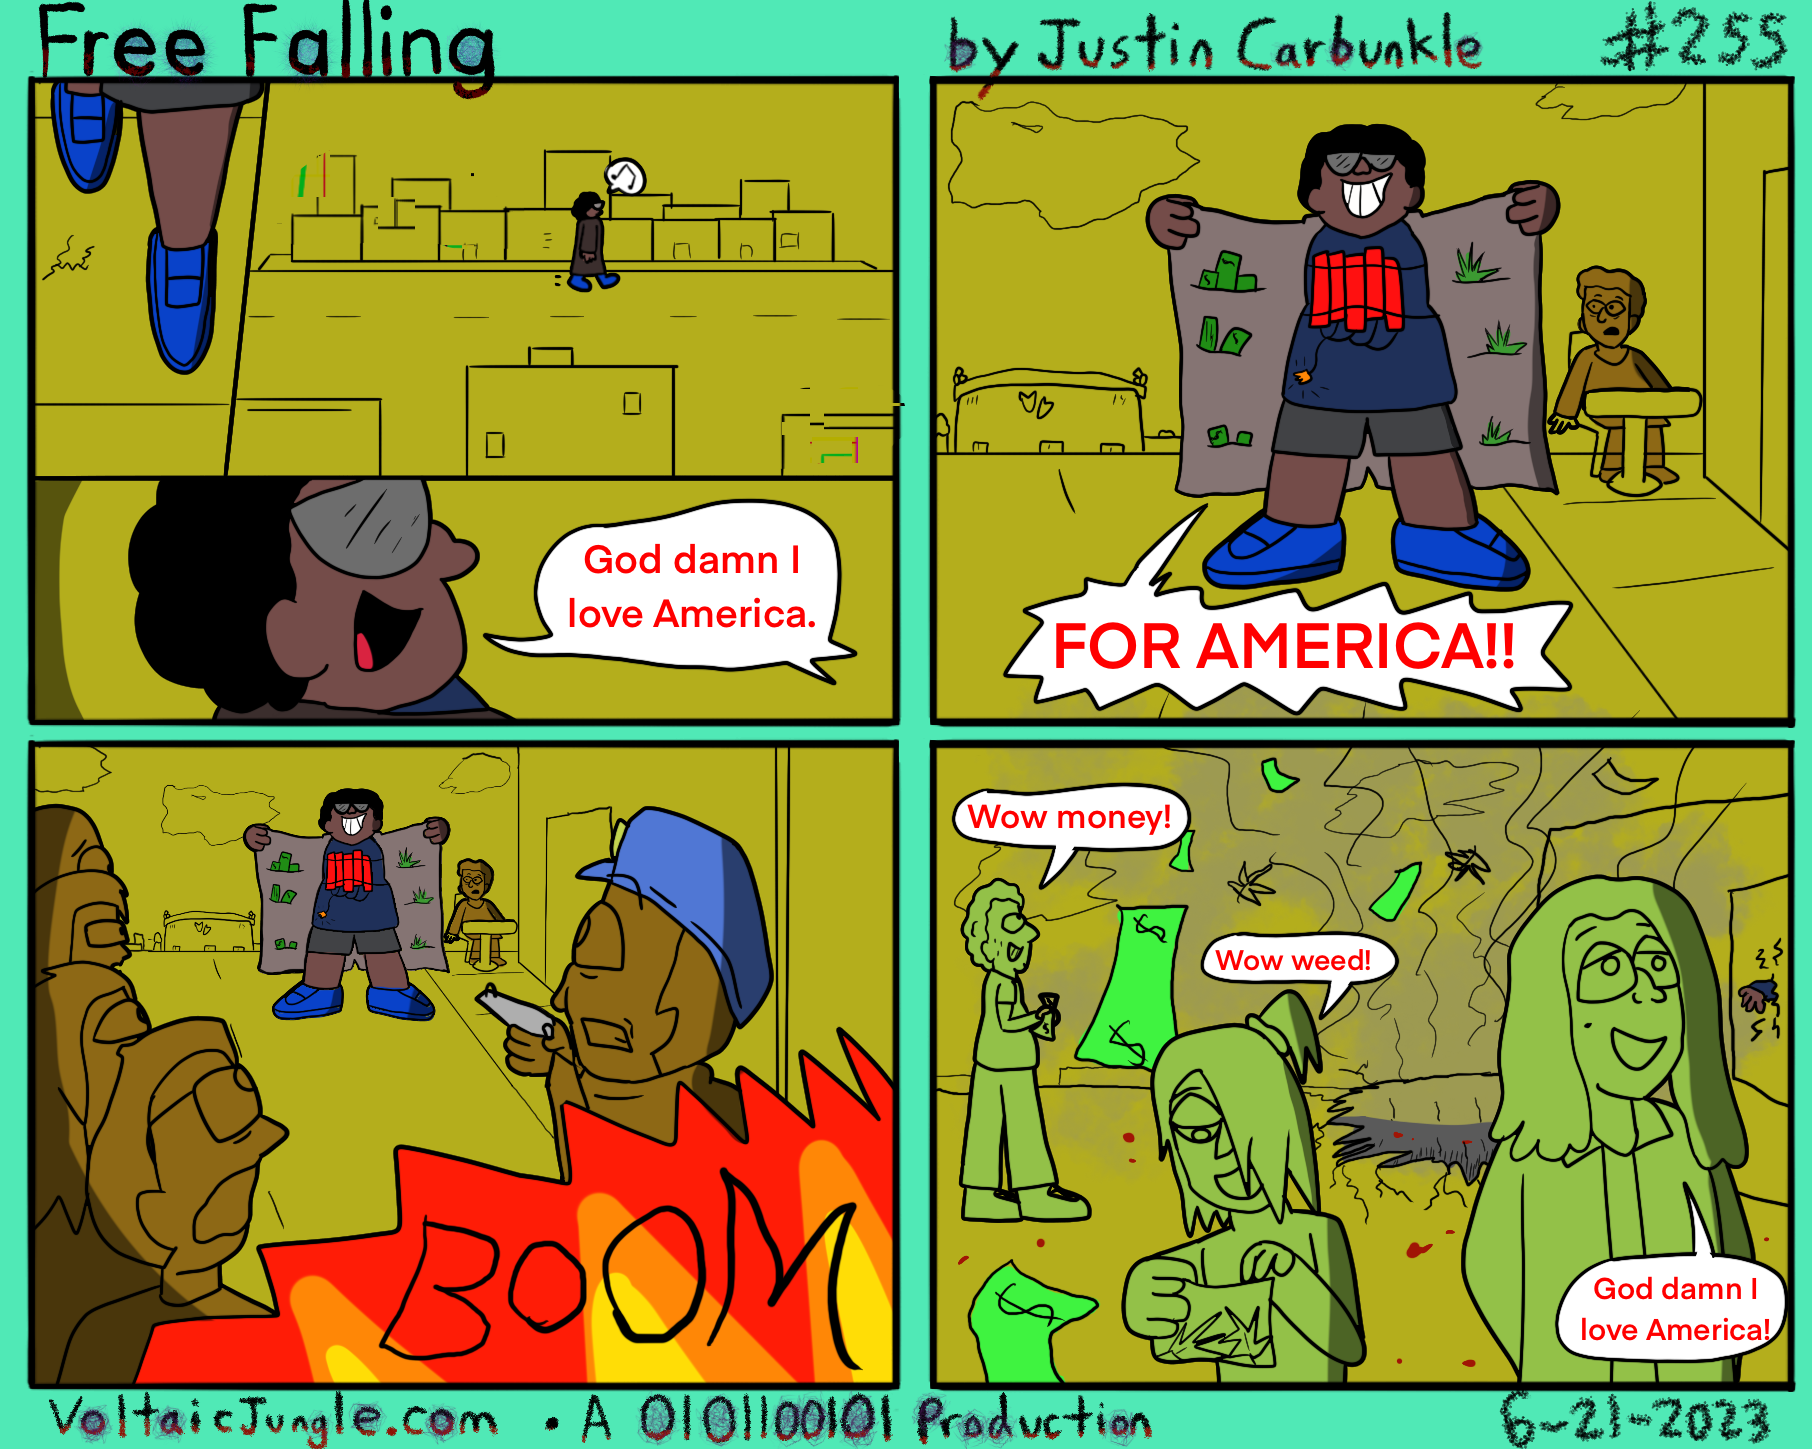 Free Falling
by Justin Carbunkle
#255
God damn I
love America.
FOR AMERICA!!
BOOM
Wow money!
Wow weed!
God damn I
love America!
VoltaicJungle.com • A 0101100101 Production
6-21-2023